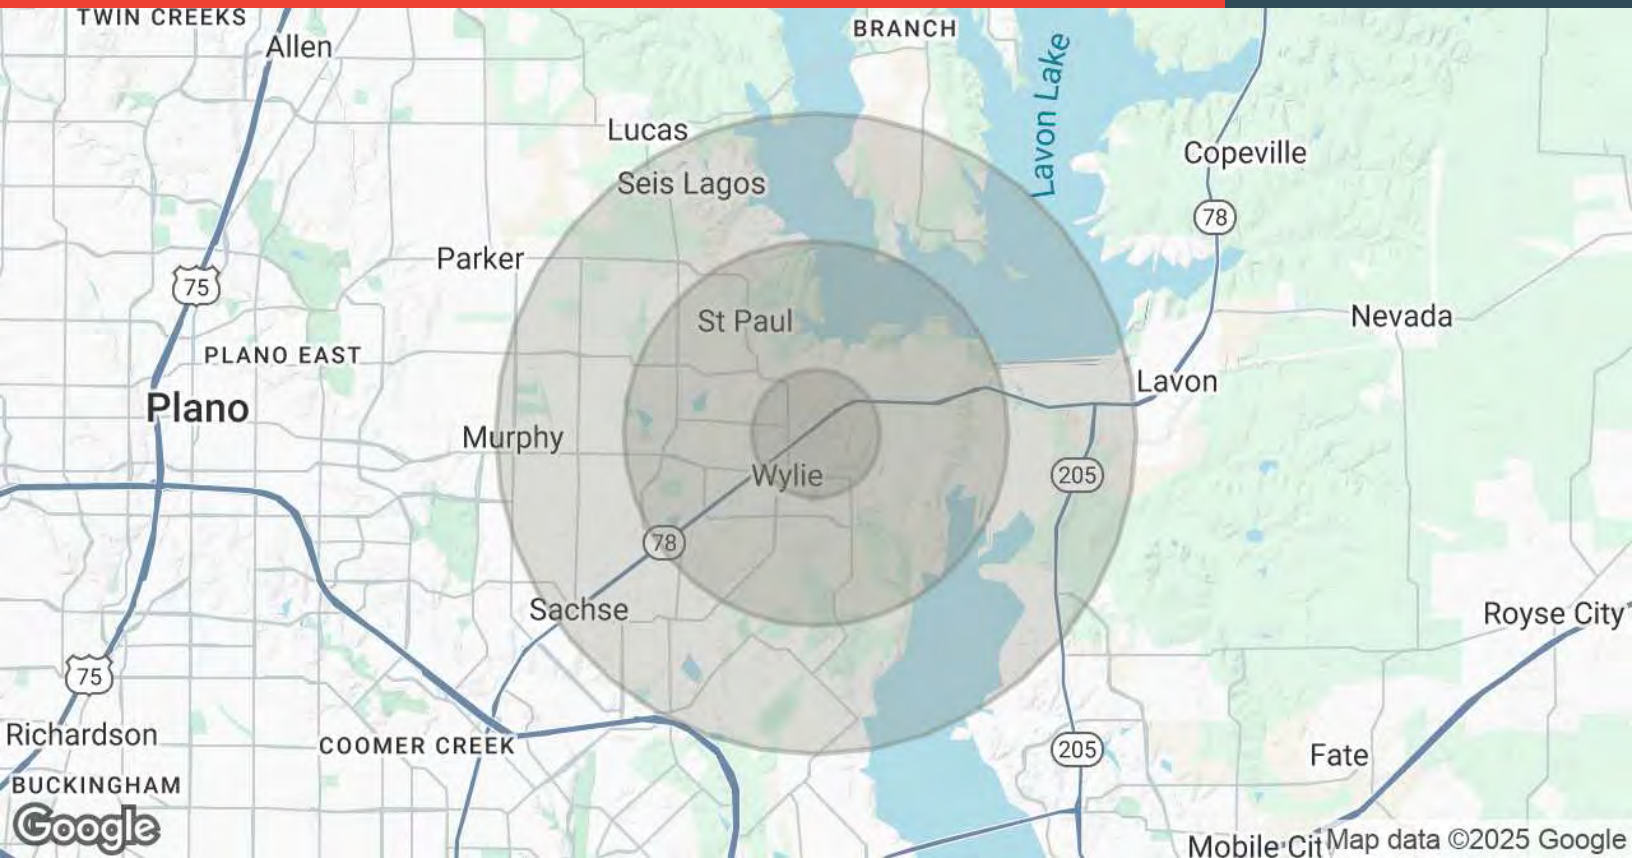 TWIN CREEKS
BRANCH
Allen
Lavon Lake
Lucas
Copeville
Seis Lagos
78
Parker
75
Nevada
St Paul
PLANO EAST
Lavon
Plano
Murphy
Wylie
205
78
Sachse
Royse City
75
Richardson
COOMER CREEK
205
Fate
BUCKINGHAM
Google
Mobile Cit
Map data ©2025 Google